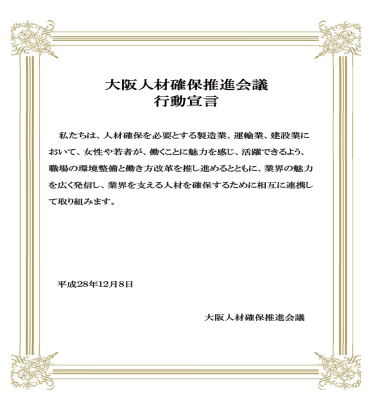 大阪人材確保推進会議
行動宣言
私たちは、人材確保を必要とする製造業、運輸業、建設業に
おいて、女性や若者が、働くことに魅力を感じ、活躍できるよう、
職場の環境整備と働き方改革を推し進めるとともに、業界の魅力
を広く発信し、業界を支える人材を確保するために相互に連携し
て取り組みます。
平成28年12月8日
大阪人材確保推進会議